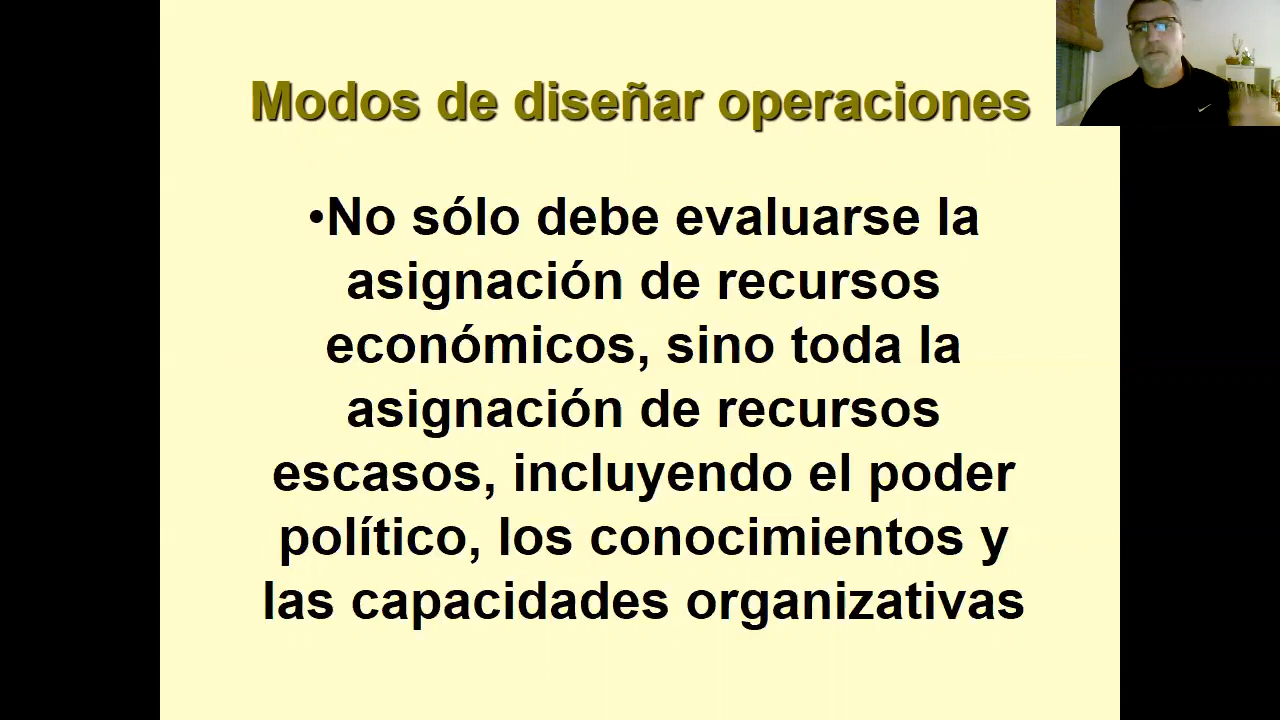 Modos de diseñar operaciones
•No sólo debe evaluarse la
asignación de recursos
económicos, sino toda la
asignación de recursos
escasos, incluyendo el poder
político, los conocimientos y
las capacidades organizativas